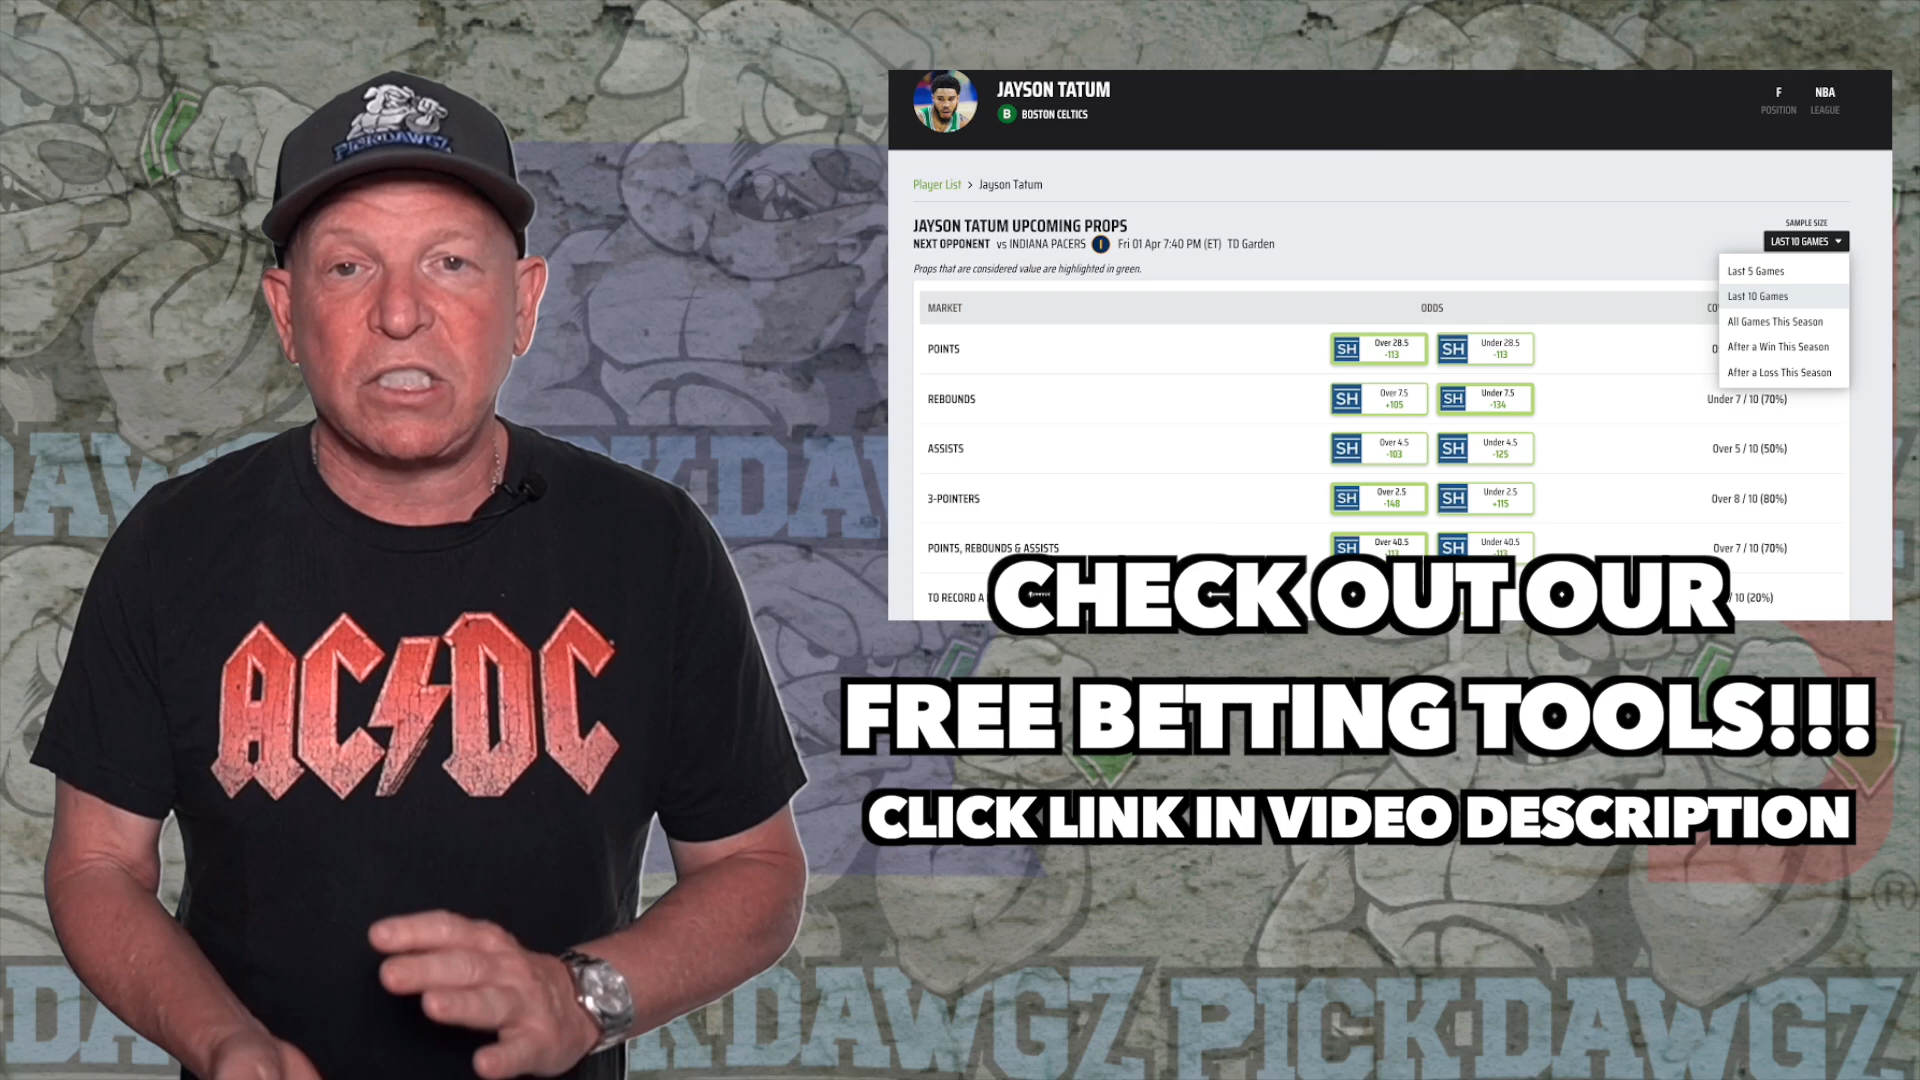 PICKDAWGZ
AC DC
JAYSON TATUM
B BOSTON CELTICS
F NBA
POSITION LEAGUE
Player List > Jayson Tatum
JAYSON TATUM UPCOMING PROPS
NEXT OPPONENT vs INDIANA PACERS Fri 01 Apr 7:40 PM (ET) TD Garden
Props that are considered value are highlighted in green.
SAMPLE SIZE
LAST 10 GAMES
Last 5 Games
Last 10 Games
All Games This Season
After a Win This Season
After a Loss This Season
MARKET ODDS CO
POINTS SH Over 28.5 -113 SH Under 28.5 -113 O
REBOUNDS SH Over 7.5 +105 SH Under 7.5 -134 Under 7 / 10 (70%)
ASSISTS SH Over 4.5 -103 SH Under 4.5 -125 Over 5 / 10 (50%)
3-POINTERS SH Over 2.5 -148 SH Under 2.5 +115 Over 8 / 10 (80%)
POINTS, REBOUNDS & ASSISTS SH Over 40.5 -113 SH Under 40.5 -113 Over 7 / 10 (70%)
TO RECORD A / 10 (20%)
CHECK OUT OUR
FREE BETTING TOOLS!!!
CLICK LINK IN VIDEO DESCRIPTION
DAWGZ PICKDAWGZ
®